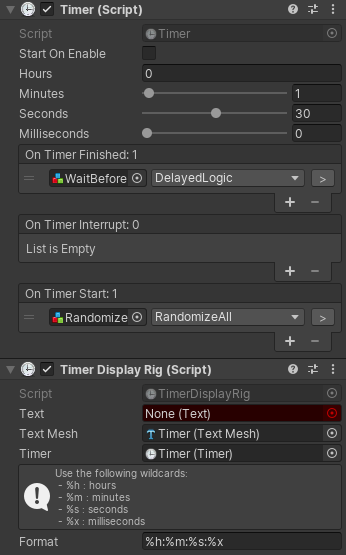 Timer (Script)
Script Timer
Start On Enable
Hours 0
Minutes 1
Seconds 30
Milliseconds 0
On Timer Finished: 1
WaitBefore DelayedLogic >
+ −
On Timer Interrupt: 0
List is Empty
+ −
On Timer Start: 1
Randomize RandomizeAll >
+ −
Timer Display Rig (Script)
Script TimerDisplayRig
Text None (Text)
Text Mesh Timer (Text Mesh)
Timer Timer (Timer)
Use the following wildcards:
- %h : hours
- %m : minutes
- %s : seconds
- %x : milliseconds
Format %h:%m:%s:%x